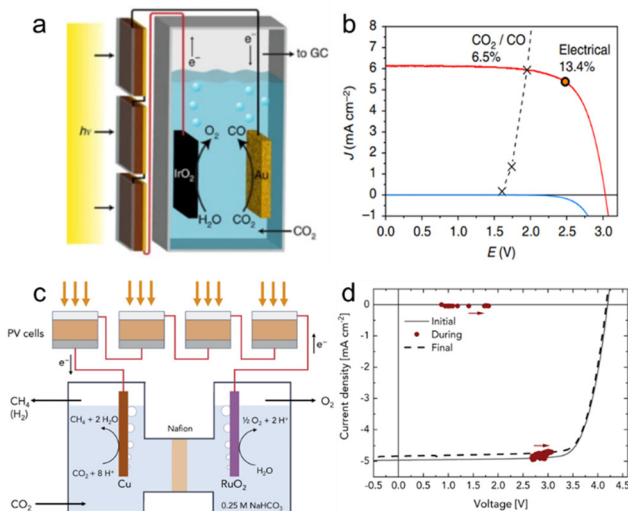 a
e⁻
e⁻
to GC
hν
O₂
CO
IrO₂
Au
H₂O
CO₂
CO₂
b
CO₂ / CO
6.5%
Electrical
13.4%
J (mA cm⁻²)
8
7
6
5
4
3
2
1
0
−1
0.0
0.5
1.0
1.5
2.0
2.5
3.0
E (V)
c
PV cells
e⁻
e⁻
CH₄
(H₂)
O₂
Nafion
CH₄ + 2 H₂O
CO₂ + 8 H⁺
½ O₂ + 2 H⁺
H₂O
Cu
RuO₂
CO₂
0.25 M NaHCO₃
d
Initial
During
Final
Current density [mA cm⁻²]
0
-1
-2
-3
-4
-5
-0.5
0.0
0.5
1.0
1.5
2.0
2.5
3.0
3.5
4.0
4.5
Voltage [V]